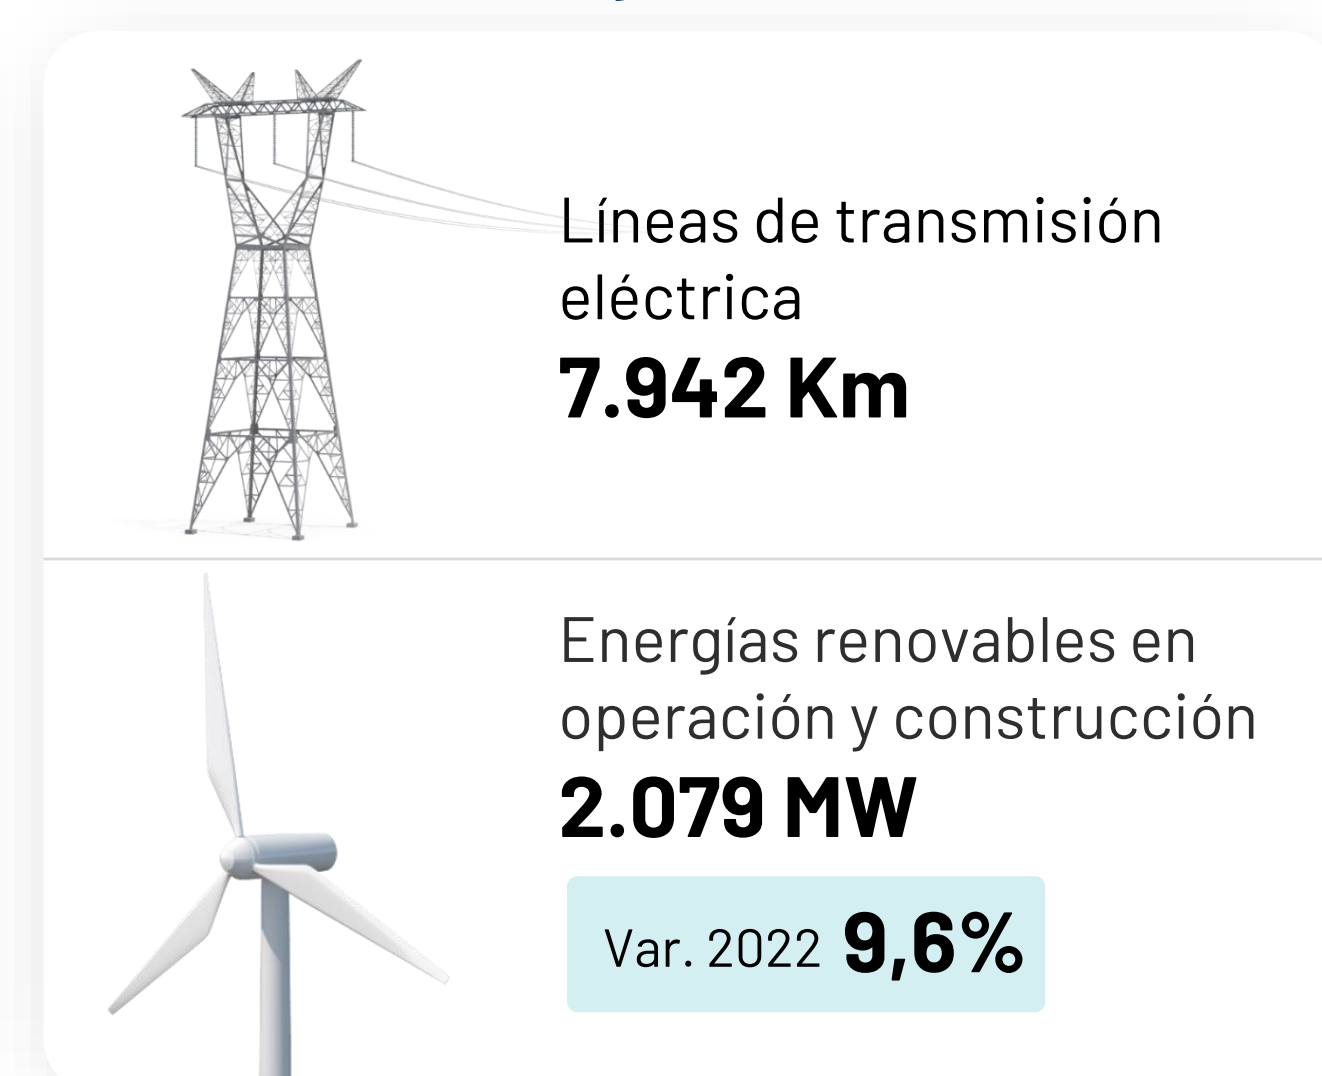 Líneas de transmisión
eléctrica
7.942 Km
Energías renovables en
operación y construcción
2.079 MW
Var. 2022 9,6%